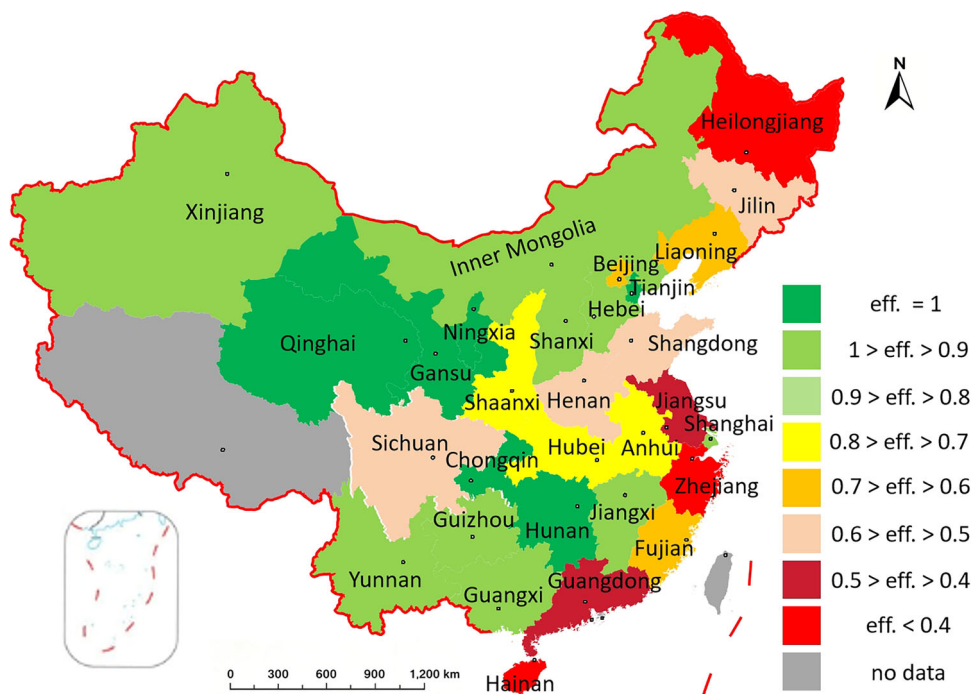 N
Heilongjiang
Jilin
Xinjiang
Inner Mongolia
Liaoning
Beijing
Tianjin
Hebei
Ningxia
Shanxi
Shangdong
Qinghai
Gansu
Shaanxi
Henan
Jiangsu
Shanghai
Sichuan
Chongqin
Hubei
Anhui
Zhejiang
Guizhou
Hunan
Jiangxi
Fujian
Yunnan
Guangxi
Guangdong
Hainan
eff. = 1
1 > eff. > 0.9
0.9 > eff. > 0.8
0.8 > eff. > 0.7
0.7 > eff. > 0.6
0.6 > eff. > 0.5
0.5 > eff. > 0.4
eff. < 0.4
no data
0 300 600 900 1,200 km